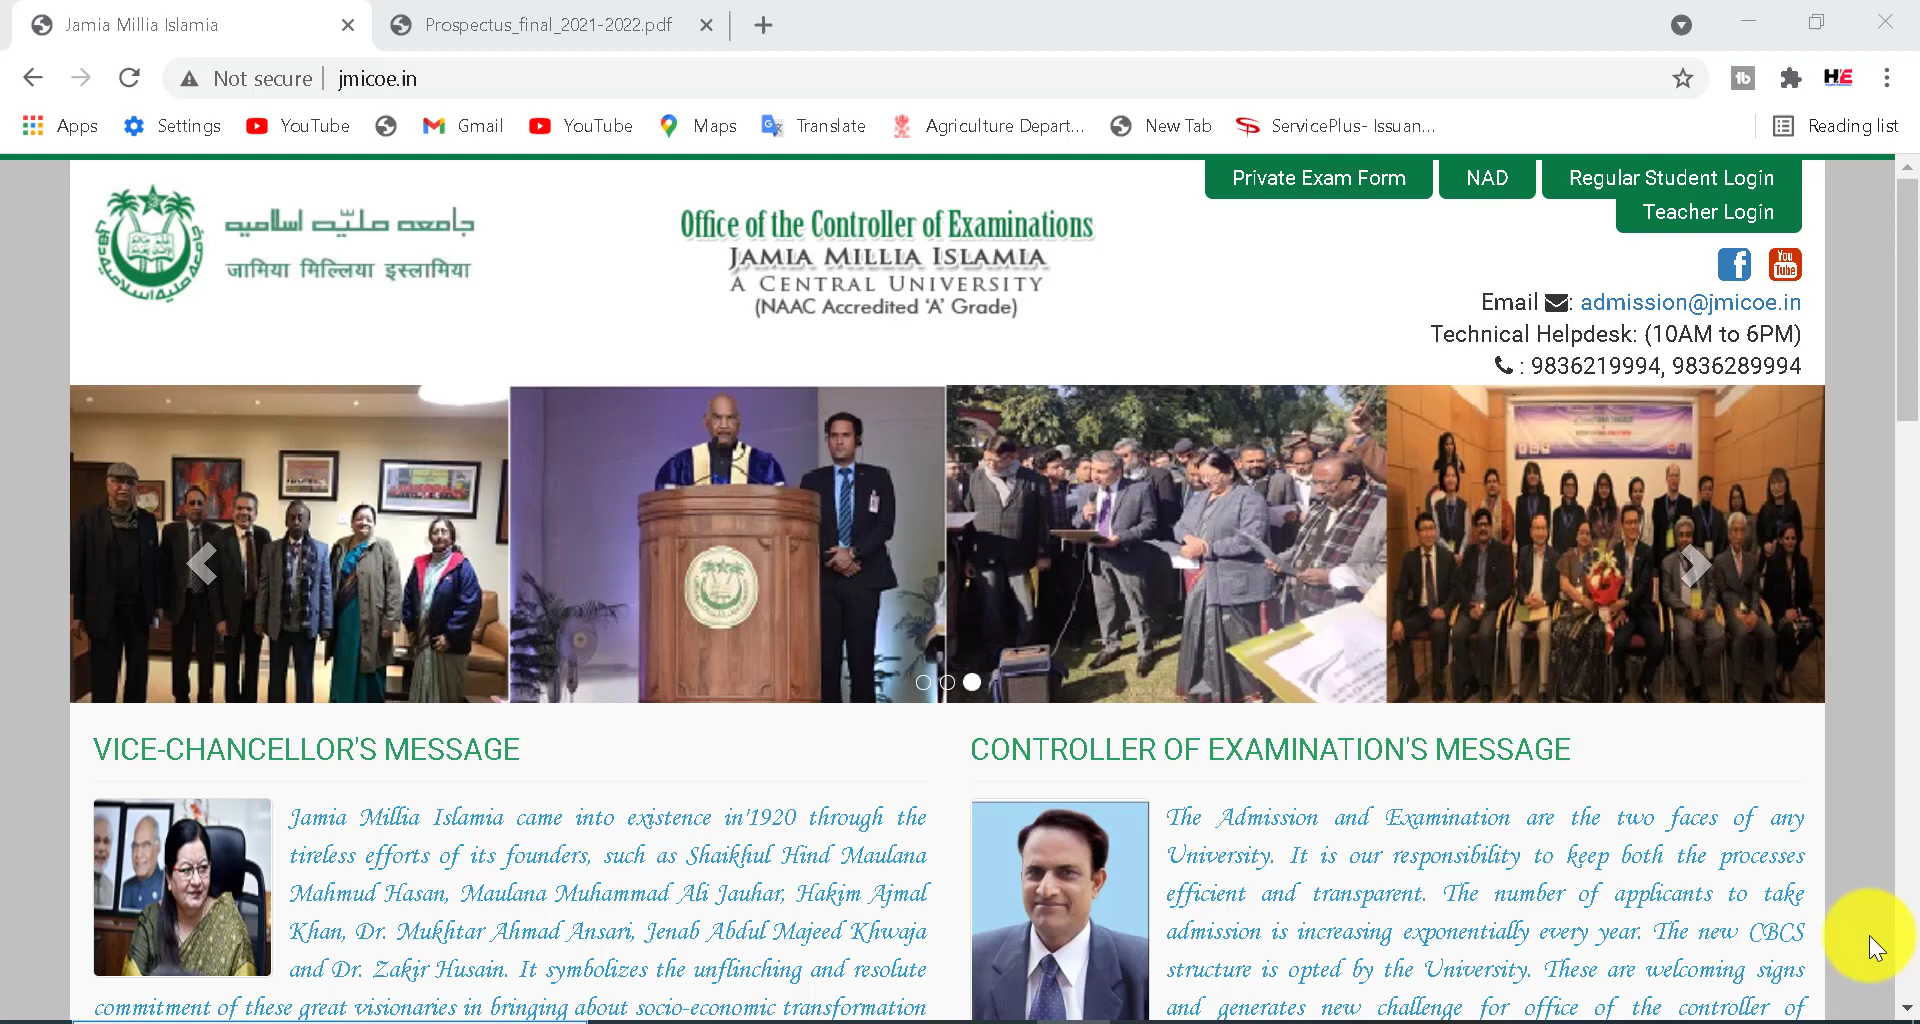 Jamia Millia Islamia
Prospectus_final_2021-2022.pdf
Not secure
jmicoe.in
Apps
Settings
YouTube
Gmail
YouTube
Maps
Translate
Agriculture Depart...
New Tab
ServicePlus- Issuan...
Reading list
Private Exam Form
NAD
Regular Student Login
Teacher Login
جامعہ ملیّہ اسلامیہ
जामिया मिल्लिया इस्लामिया
Office of the Controller of Examinations
JAMIA MILLIA ISLAMIA
A CENTRAL UNIVERSITY
(NAAC Accredited 'A' Grade)
You
Tube
Email : admission@jmicoe.in
Technical Helpdesk: (10AM to 6PM)
: 9836219994, 9836289994
VICE-CHANCELLOR'S MESSAGE
Jamia Millia Islamia came into existence in'1920 through the
tireless efforts of its founders, such as Shaikhul Hind Maulana
Mahmud Hasan, Maulana Muhammad Ali Jauhar, Hakim Ajmal
Khan, Dr. Mukhtar Ahmad Ansari, Jenab Abdul Majeed Khwaja
and Dr. Zakir Husain. It symbolizes the unflinching and resolute
commitment of these great visionaries in bringing about socio-economic transformation
CONTROLLER OF EXAMINATION'S MESSAGE
The Admission and Examination are the two faces of any
University. It is our responsibility to keep both the processes
efficient and transparent. The number of applicants to take
admission is increasing exponentially every year. The new CBCS
structure is opted by the University. These are welcoming signs
and generates new challenge for office of the controller of